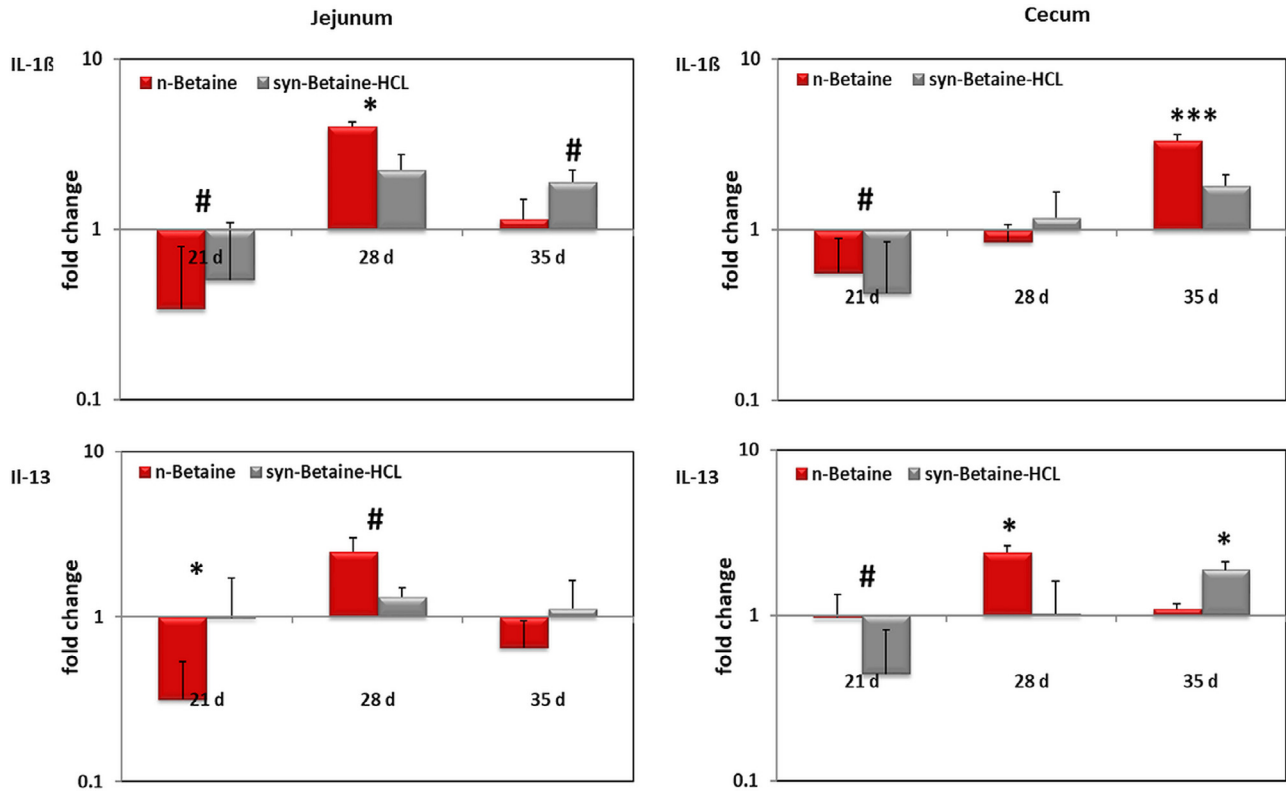 Jejunum
IL-1ß
10
n-Betaine syn-Betaine-HCL
*
#
#
fold change
1
21 d 28 d 35 d
0.1
Cecum
IL-1ß
10
n-Betaine syn-Betaine-HCL
***
#
fold change
1
21 d 28 d 35 d
0.1
Il-13
10
n-Betaine syn-Betaine-HCL
#
*
fold change
1
21 d 28 d 35 d
0.1
IL-13
10
n-Betaine syn-Betaine-HCL
* *
#
fold change
1
21 d 28 d 35 d
0.1